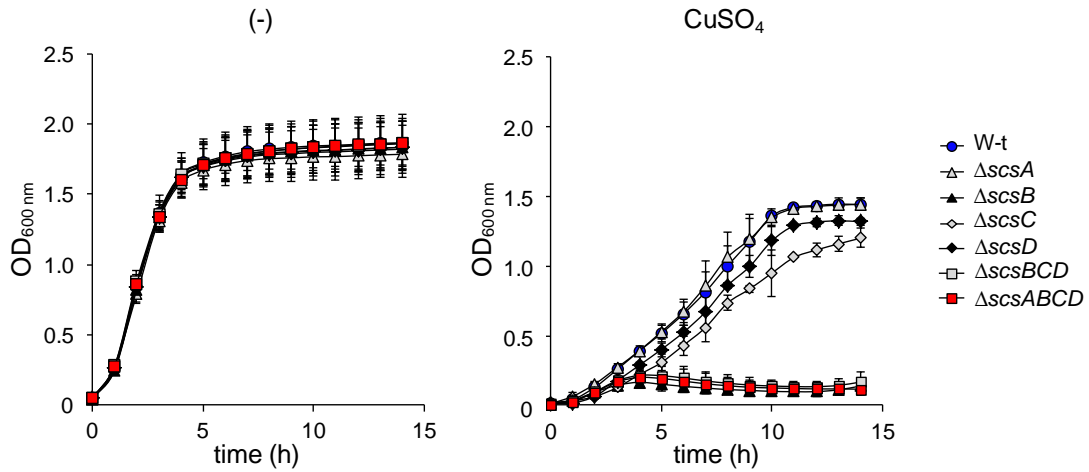 (-)
2.5
2.0
1.5
1.0
0.5
0
0 5 10 15
time (h)
OD600 nm
CuSO4
2.5
2.0
1.5
1.0
0.5
0
0 5 10 15
time (h)
OD600 nm
W-t
ΔscsA
ΔscsB
ΔscsC
ΔscsD
ΔscsBCD
ΔscsABCD